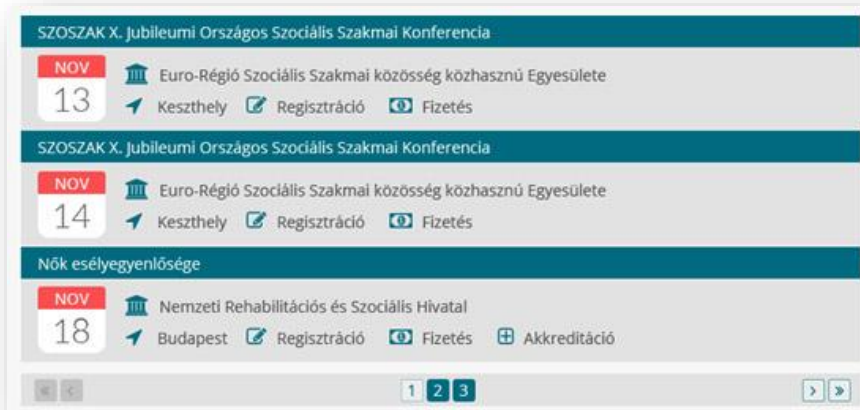 SZOSZAK X. Jubileumi Országos Szociális Szakmai Konferencia
NOV
13
Euro-Régió Szociális Szakmai közösség közhasznú Egyesülete
Keszthely Regisztráció Fizetés
SZOSZAK X. Jubileumi Országos Szociális Szakmai Konferencia
NOV
14
Euro-Régió Szociális Szakmai közösség közhasznú Egyesülete
Keszthely Regisztráció Fizetés
Nők esélyegyenlősége
NOV
18
Nemzeti Rehabilitációs és Szociális Hivatal
Budapest Regisztráció Fizetés Akkreditáció
« < 1 2 3 > »